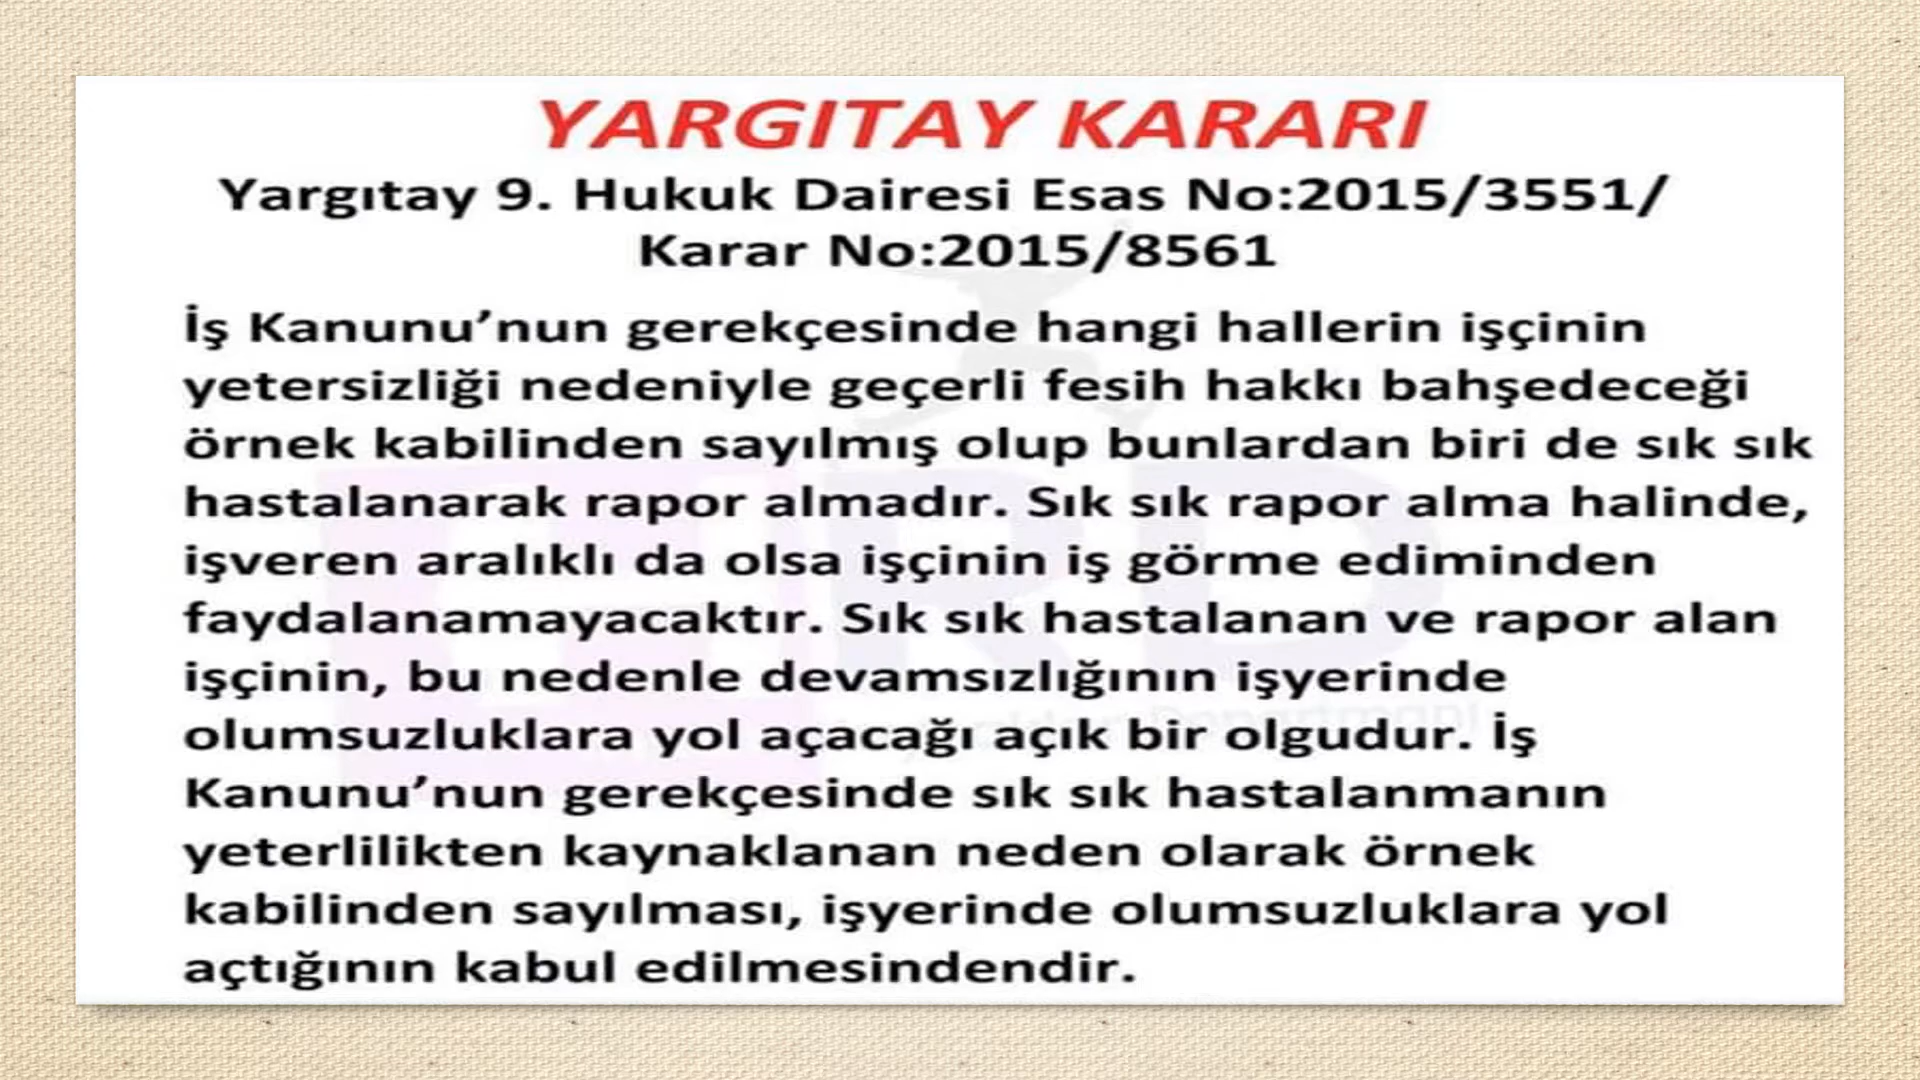 YARGITAY KARARI
Yargıtay 9. Hukuk Dairesi Esas No:2015/3551/
Karar No:2015/8561
İş Kanunu’nun gerekçesinde hangi hallerin işçinin
yetersizliği nedeniyle geçerli fesih hakkı bahşedeceği
örnek kabilinden sayılmış olup bunlardan biri de sık sık
hastalanarak rapor almadır. Sık sık rapor alma halinde,
işveren aralıklı da olsa işçinin iş görme ediminden
faydalanamayacaktır. Sık sık hastalanan ve rapor alan
işçinin, bu nedenle devamsızlığının işyerinde
olumsuzluklara yol açacağı açık bir olgudur. İş
Kanunu’nun gerekçesinde sık sık hastalanmanın
yeterlilikten kaynaklanan neden olarak örnek
kabilinden sayılması, işyerinde olumsuzluklara yol
açtığının kabul edilmesindendir.